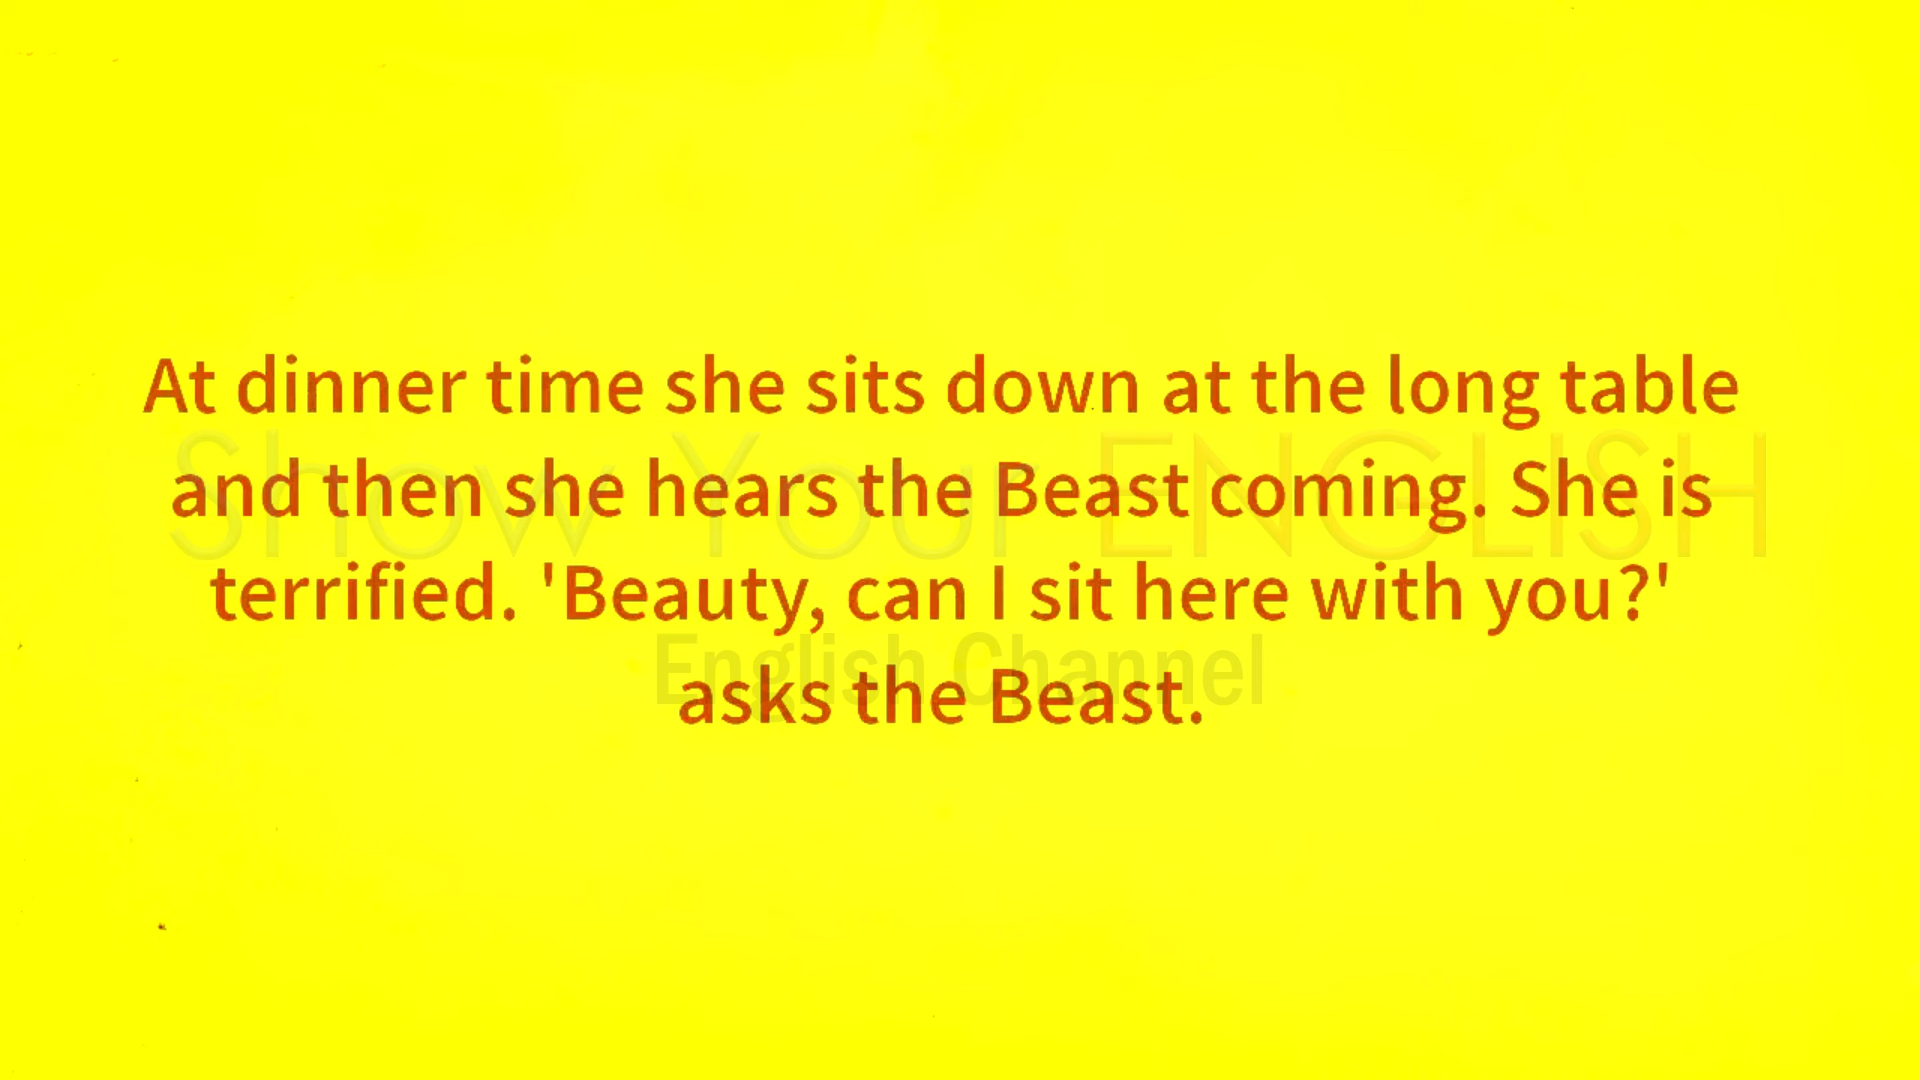 At dinner time she sits down at the long table
and then she hears the Beast coming. She is
terrified. 'Beauty, can I sit here with you?'
asks the Beast.
Show Your ENGLISH
English Channel